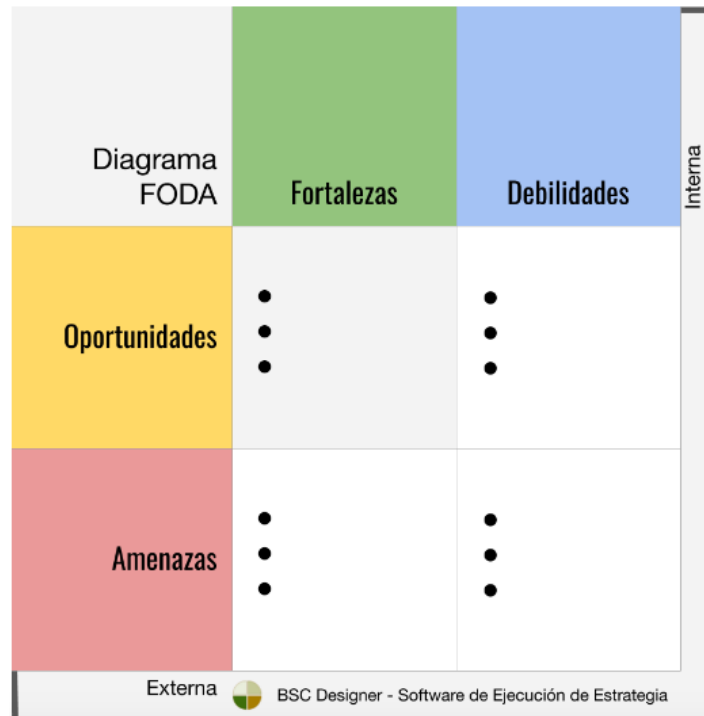 Diagrama
FODA
Fortalezas
Debilidades
Interna
Oportunidades
Amenazas
Externa
BSC Designer - Software de Ejecución de Estrategia